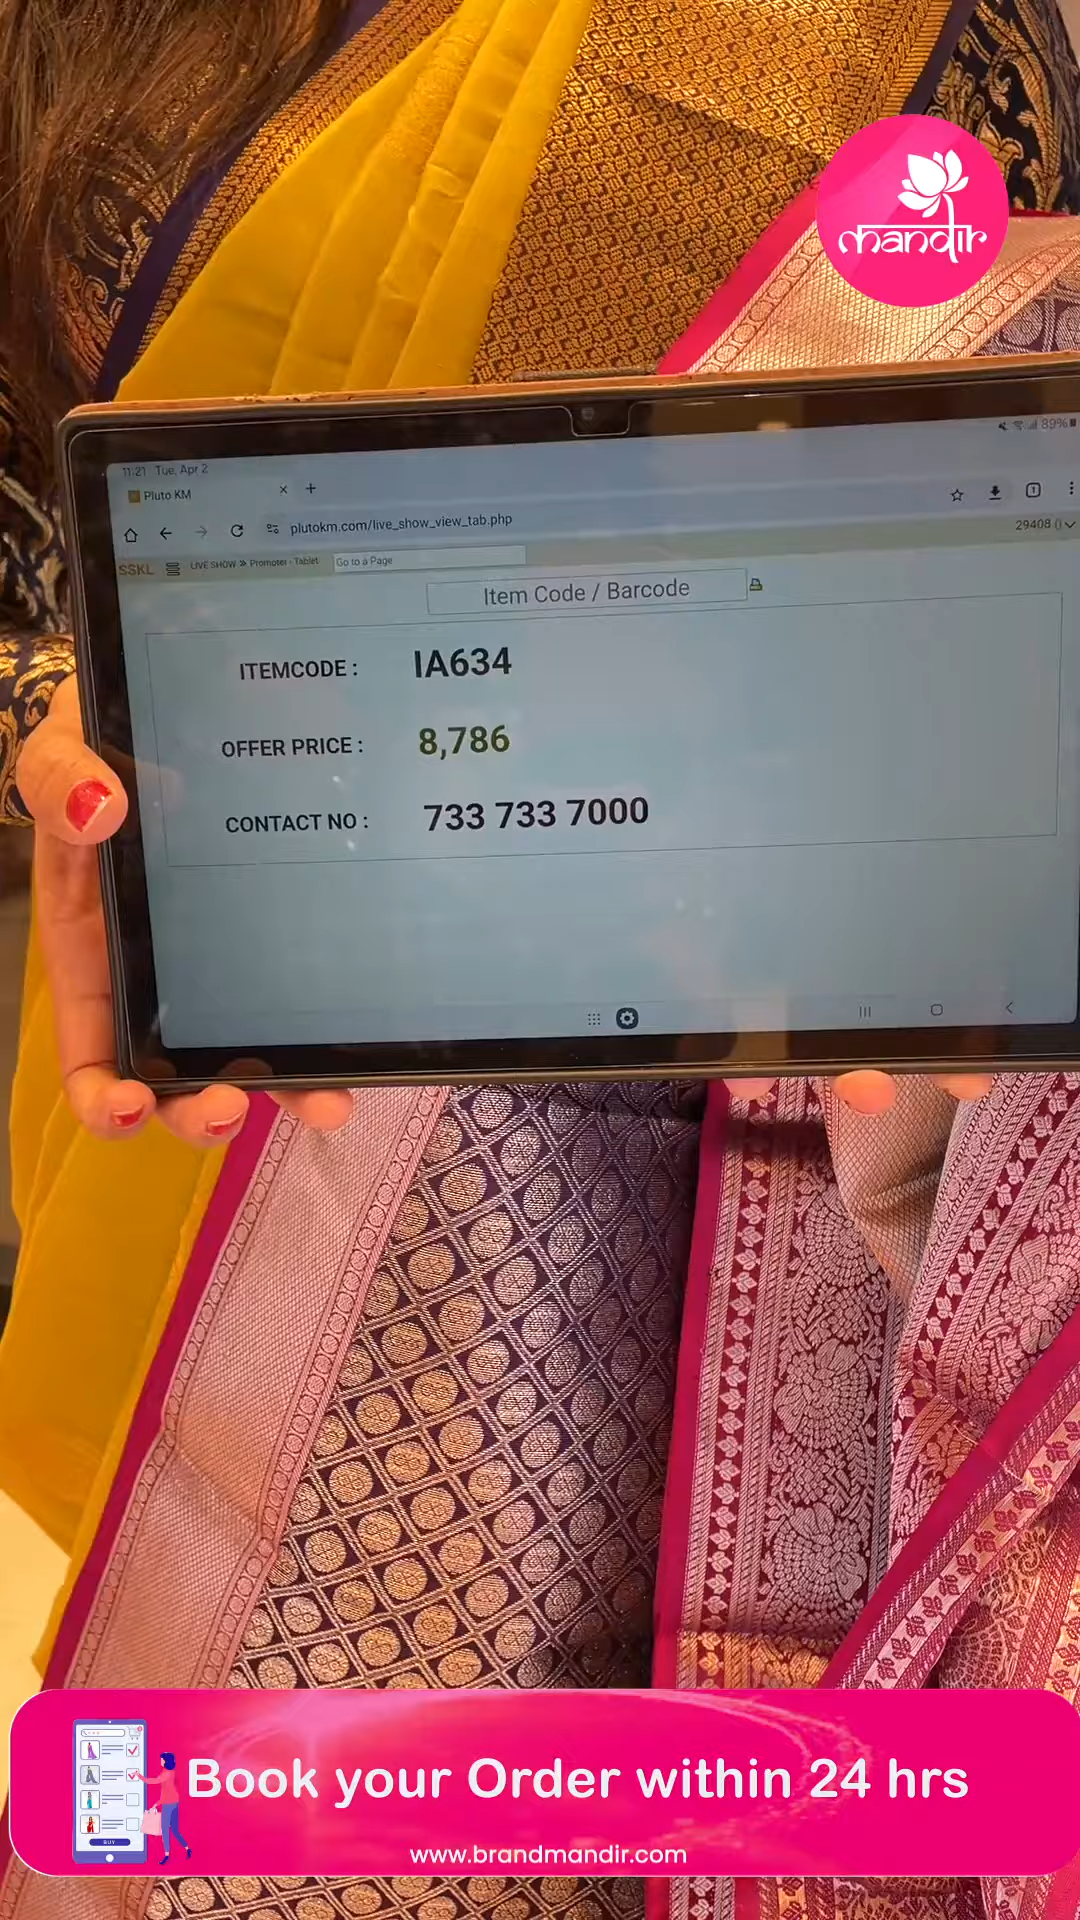 mandir
11:21 Tue, Apr 2
89%
Pluto KM
plutokm.com/live_show_view_tab.php
29408 ()
SSKL
LIVE SHOW » Promoter - Tablet
Go to a Page
Item Code / Barcode
ITEMCODE : IA634
OFFER PRICE : 8,786
CONTACT NO : 733 733 7000
Book your Order within 24 hrs
BUY
www.brandmandir.com